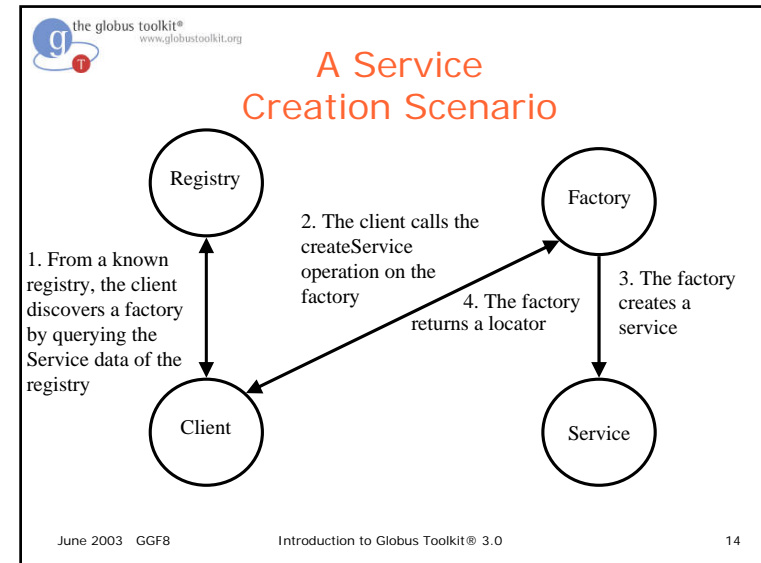 the globus toolkit®
www.globustoolkit.org
g
T
A Service
Creation Scenario
Registry
Factory
1. From a known
registry, the client
discovers a factory
by querying the
Service data of the
registry
2. The client calls the
createService
operation on the
factory
4. The factory
returns a locator
3. The factory
creates a
service
Client
Service
June 2003 GGF8
Introduction to Globus Toolkit® 3.0
14